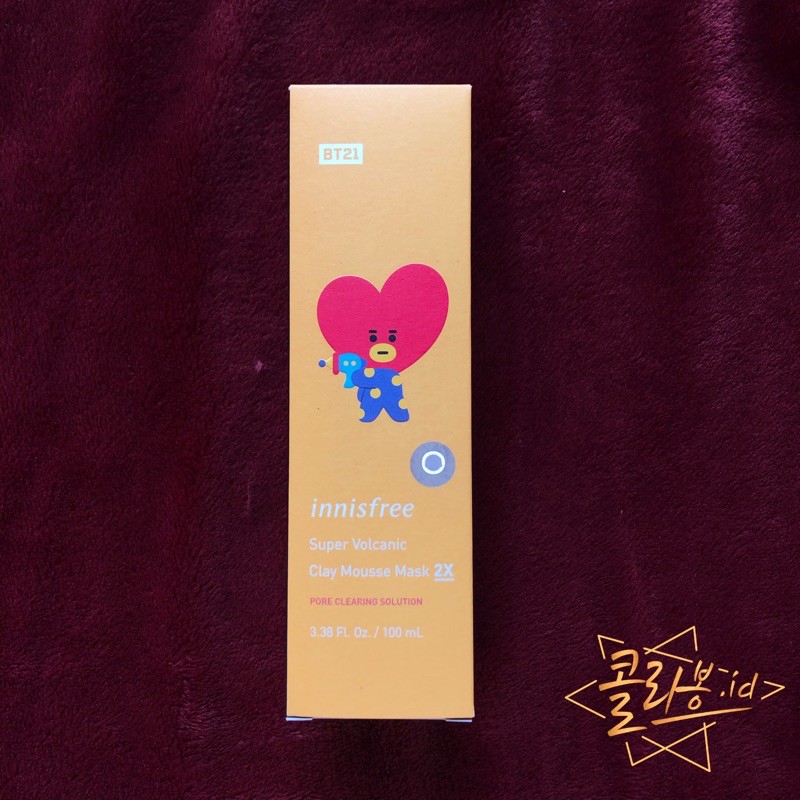 BT21
innisfree
Super Volcanic
Clay Mousse Mask 2X
PORE CLEARING SOLUTION
3.38 Fl. Oz. / 100 mL
콜라봉.id